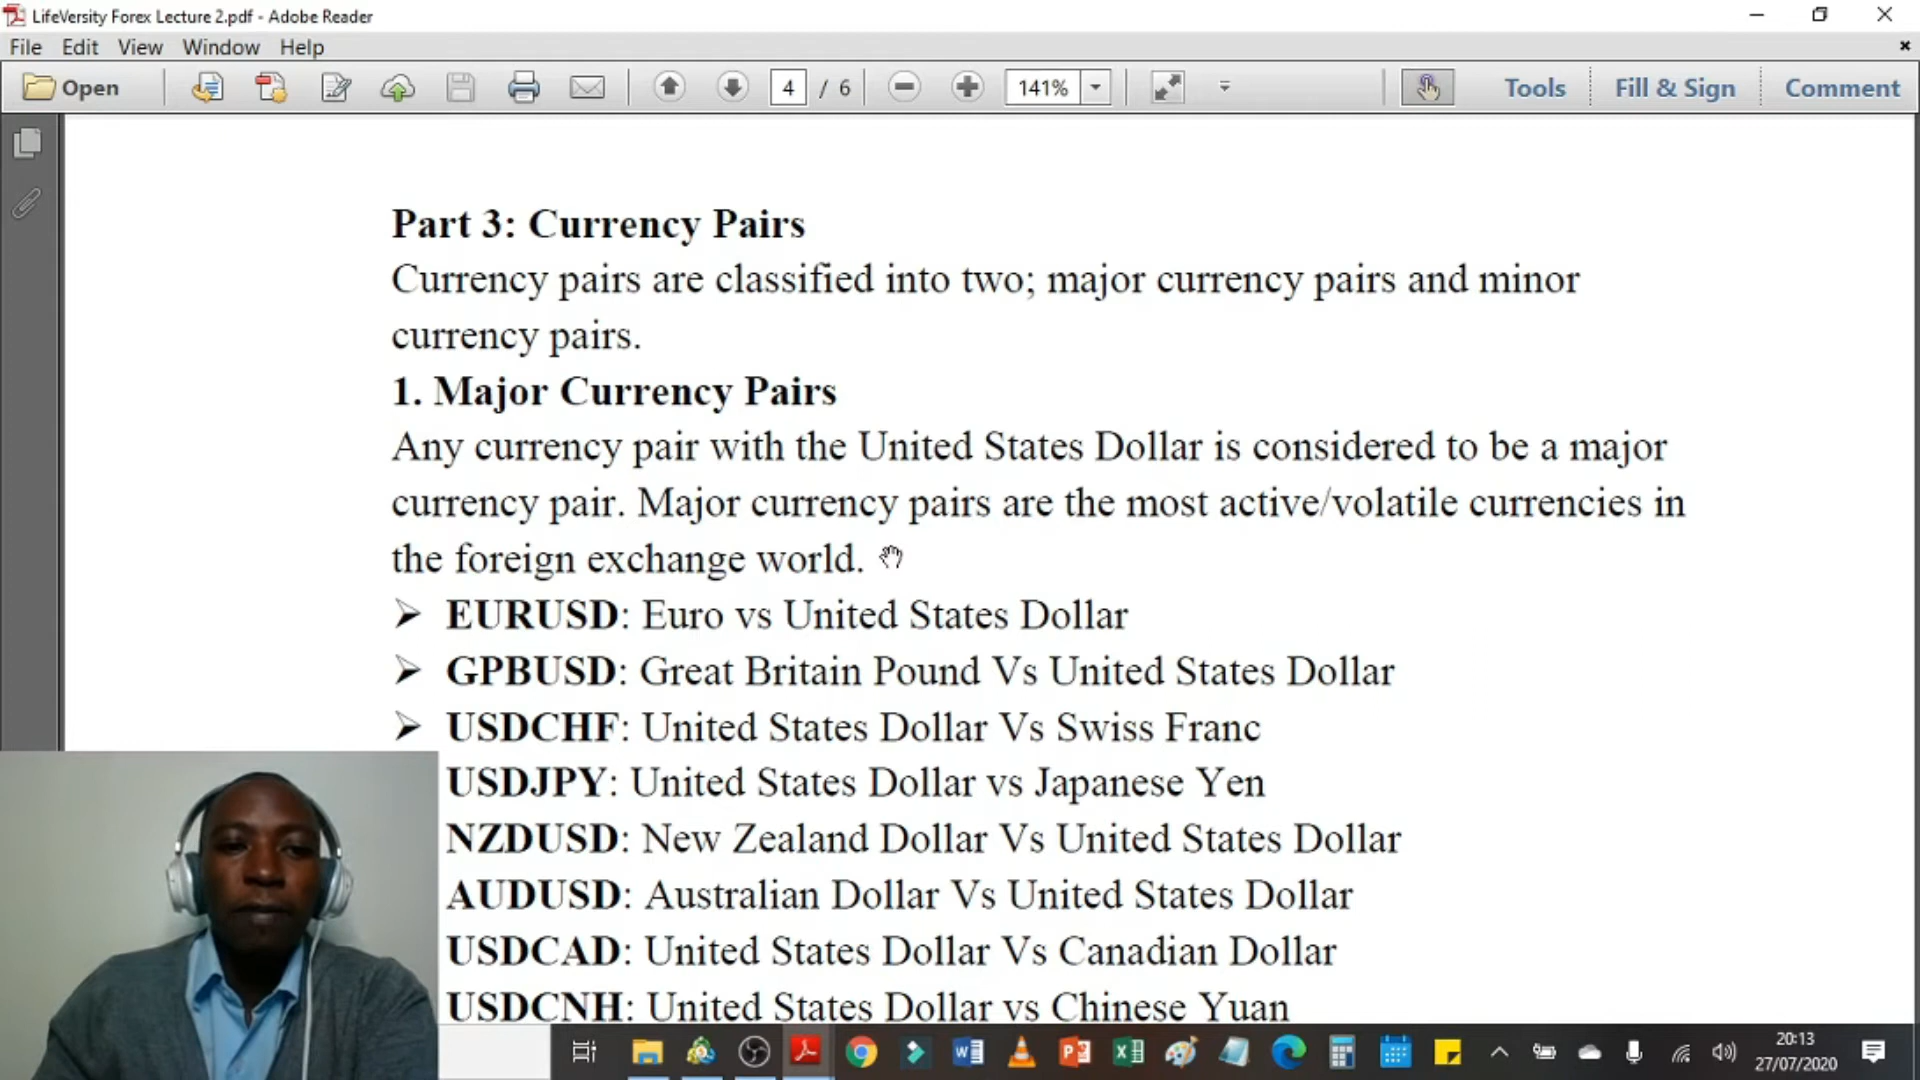 LifeVersity Forex Lecture 2.pdf - Adobe Reader
File Edit View Window Help
Open 4 / 6 141% Tools Fill & Sign Comment
Part 3: Currency Pairs
Currency pairs are classified into two; major currency pairs and minor
currency pairs.
1. Major Currency Pairs
Any currency pair with the United States Dollar is considered to be a major
currency pair. Major currency pairs are the most active/volatile currencies in
the foreign exchange world.
➢ EURUSD: Euro vs United States Dollar
➢ GPBUSD: Great Britain Pound Vs United States Dollar
➢ USDCHF: United States Dollar Vs Swiss Franc
USDJPY: United States Dollar vs Japanese Yen
NZDUSD: New Zealand Dollar Vs United States Dollar
AUDUSD: Australian Dollar Vs United States Dollar
USDCAD: United States Dollar Vs Canadian Dollar
USDCNH: United States Dollar vs Chinese Yuan
20:13
27/07/2020